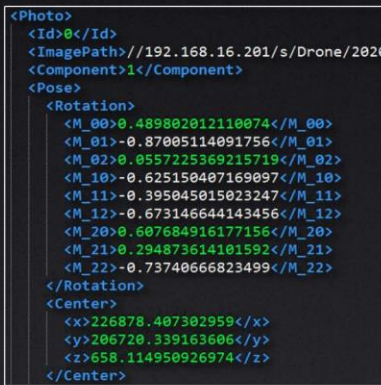 <Photo>
<Id>0</Id>
<ImagePath>//192.168.16.201/s/Drone/202
<Component>1</Component>
<Pose>
<Rotation>
<M_00>0.489802012110074</M_00>
<M_01>-0.87005114091756</M_01>
<M_02>0.0557225369215719</M_02>
<M_10>-0.625150407169097</M_10>
<M_11>-0.395045015023247</M_11>
<M_12>-0.673146644143456</M_12>
<M_20>0.607684916177156</M_20>
<M_21>0.294873614101592</M_21>
<M_22>-0.73740666823499</M_22>
</Rotation>
<Center>
<x>226878.407302959</x>
<y>206720.339163606</y>
<z>658.114950926974</z>
</Center>